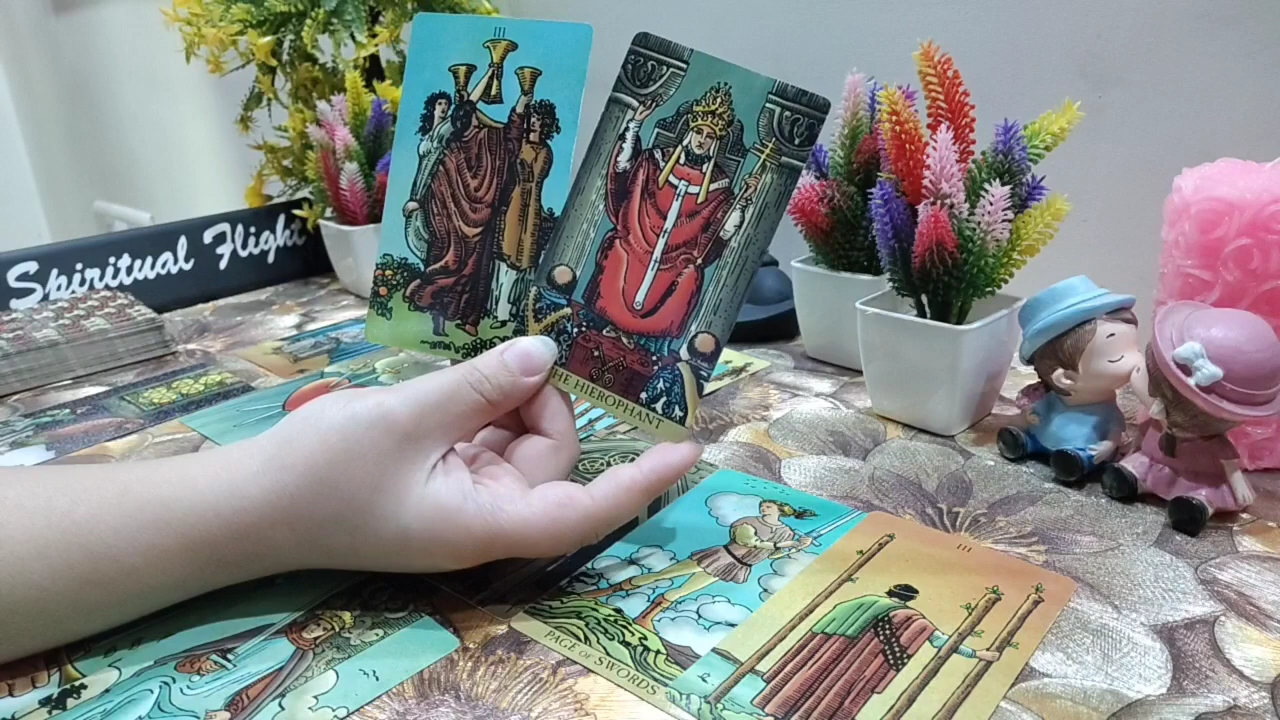 III
Spiritual Flight
THE HIEROPHANT
III
PAGE OF SWORDS